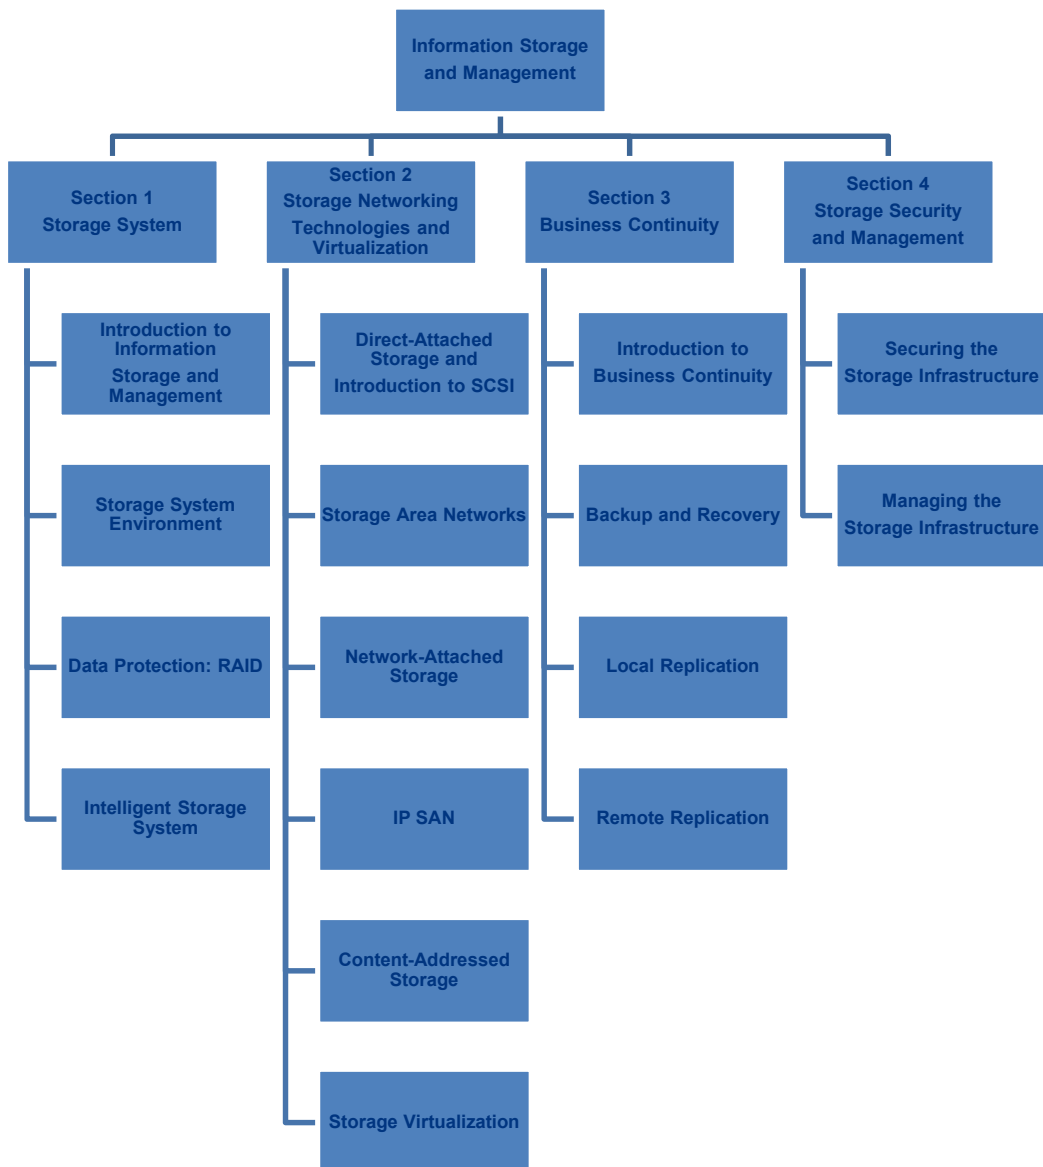 Information Storage
and Management
Section 1
Storage System
Section 2
Storage Networking
Technologies and
Virtualization
Section 3
Business Continuity
Section 4
Storage Security
and Management
Introduction to
Information
Storage and
Management
Storage System
Environment
Data Protection: RAID
Intelligent Storage
System
Direct-Attached
Storage and
Introduction to SCSI
Storage Area Networks
Network-Attached
Storage
IP SAN
Content-Addressed
Storage
Storage Virtualization
Introduction to
Business Continuity
Backup and Recovery
Local Replication
Remote Replication
Securing the
Storage Infrastructure
Managing the
Storage Infrastructure